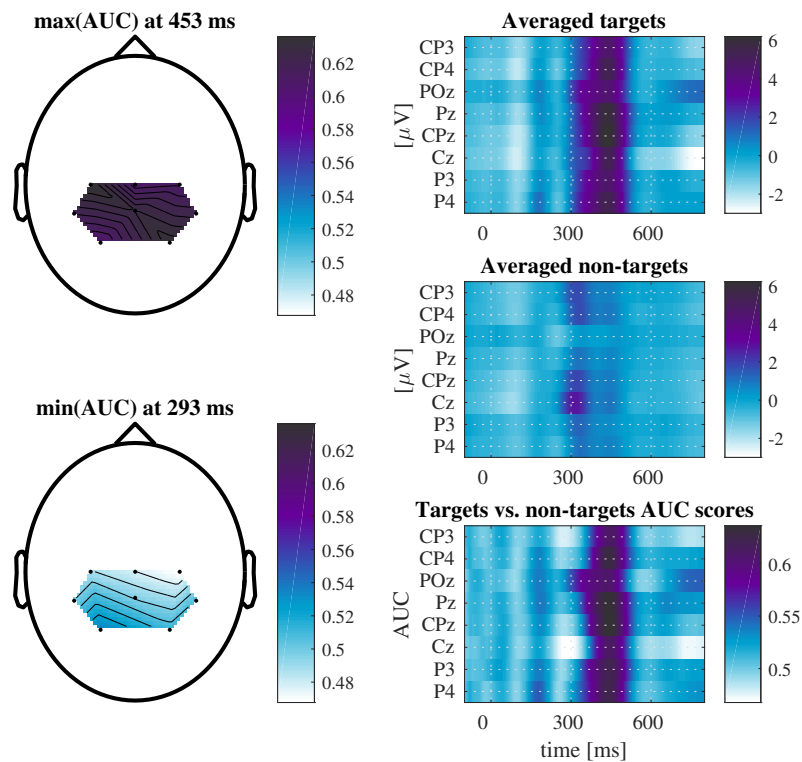 max(AUC) at 453 ms
0.62
0.6
0.58
0.56
0.54
0.52
0.5
0.48
min(AUC) at 293 ms
0.62
0.6
0.58
0.56
0.54
0.52
0.5
0.48
Averaged targets
[μV]
CP3
CP4
POz
Pz
CPz
Cz
P3
P4
0 300 600
6
4
2
0
-2
Averaged non-targets
[μV]
CP3
CP4
POz
Pz
CPz
Cz
P3
P4
0 300 600
6
4
2
0
-2
Targets vs. non-targets AUC scores
AUC
CP3
CP4
POz
Pz
CPz
Cz
P3
P4
0 300 600
time [ms]
0.6
0.55
0.5